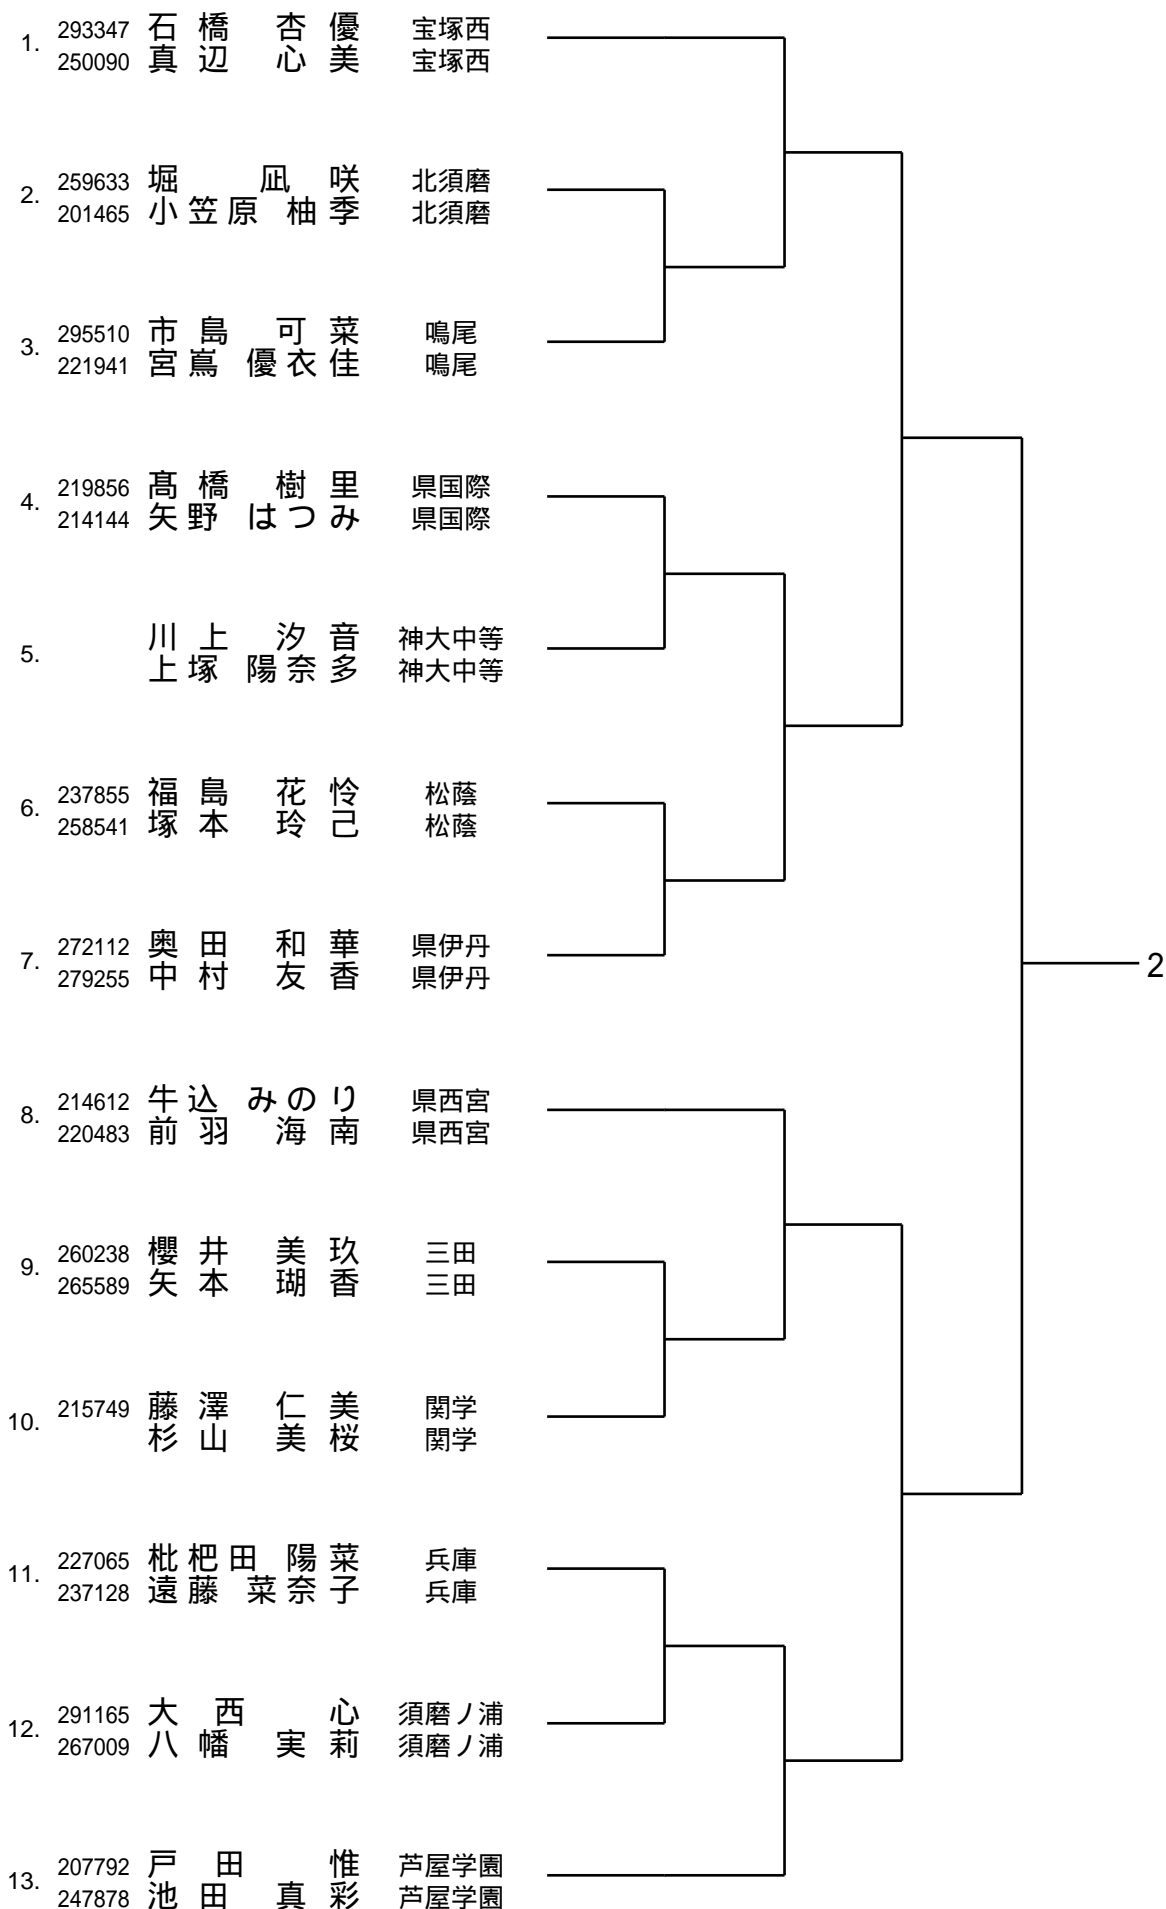 1. 293347 石橋 杏優 宝塚西
250090 真辺 心美 宝塚西
2. 259633 堀 凪咲 北須磨
201465 小笠原 柚季 北須磨
3. 295510 市島 可菜 鳴尾
221941 宮嶌 優衣佳 鳴尾
4. 219856 髙橋 樹里 県国際
214144 矢野 はつみ 県国際
5. 川上 汐音 神大中等
上塚 陽奈多 神大中等
6. 237855 福島 花怜 松蔭
258541 塚本 玲己 松蔭
7. 272112 奥田 和華 県伊丹
279255 中村 友香 県伊丹
2
8. 214612 牛込 みのり 県西宮
220483 前羽 海南 県西宮
9. 260238 櫻井 美玖 三田
265589 矢本 瑚香 三田
10. 215749 藤澤 仁美 関学
杉山 美桜 関学
11. 227065 枇杷田 陽菜 兵庫
237128 遠藤 菜奈子 兵庫
12. 291165 大西 心 須磨ノ浦
267009 八幡 実莉 須磨ノ浦
13. 207792 戸田 惟 芦屋学園
247878 池田 真彩 芦屋学園